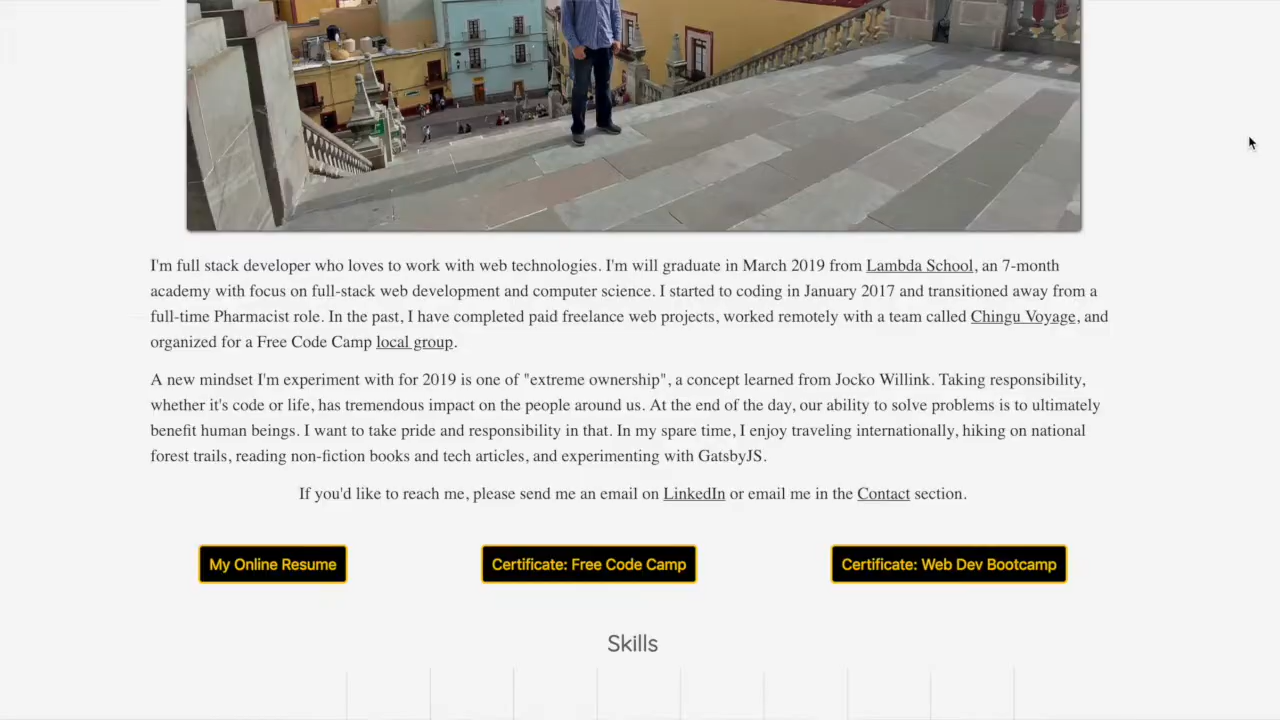 I'm full stack developer who loves to work with web technologies. I'm will graduate in March 2019 from Lambda School, an 7-month
academy with focus on full-stack web development and computer science. I started to coding in January 2017 and transitioned away from a
full-time Pharmacist role. In the past, I have completed paid freelance web projects, worked remotely with a team called Chingu Voyage, and
organized for a Free Code Camp local group.
A new mindset I'm experiment with for 2019 is one of "extreme ownership", a concept learned from Jocko Willink. Taking responsibility,
whether it's code or life, has tremendous impact on the people around us. At the end of the day, our ability to solve problems is to ultimately
benefit human beings. I want to take pride and responsibility in that. In my spare time, I enjoy traveling internationally, hiking on national
forest trails, reading non-fiction books and tech articles, and experimenting with GatsbyJS.
If you'd like to reach me, please send me an email on LinkedIn or email me in the Contact section.
My Online Resume
Certificate: Free Code Camp
Certificate: Web Dev Bootcamp
Skills